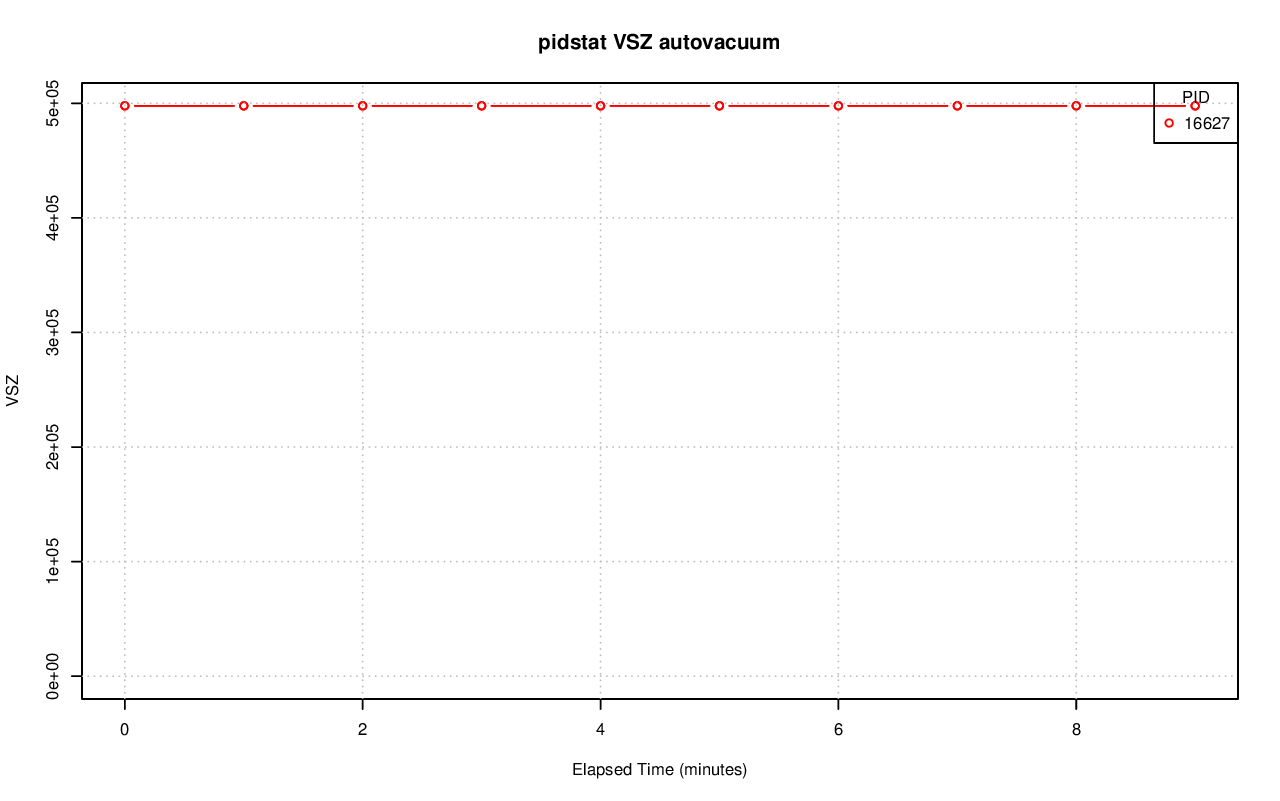 pidstat VSZ autovacuum
PID
16627
5e+05
4e+05
3e+05
2e+05
1e+05
0e+00
VSZ
0 2 4 6 8
Elapsed Time (minutes)